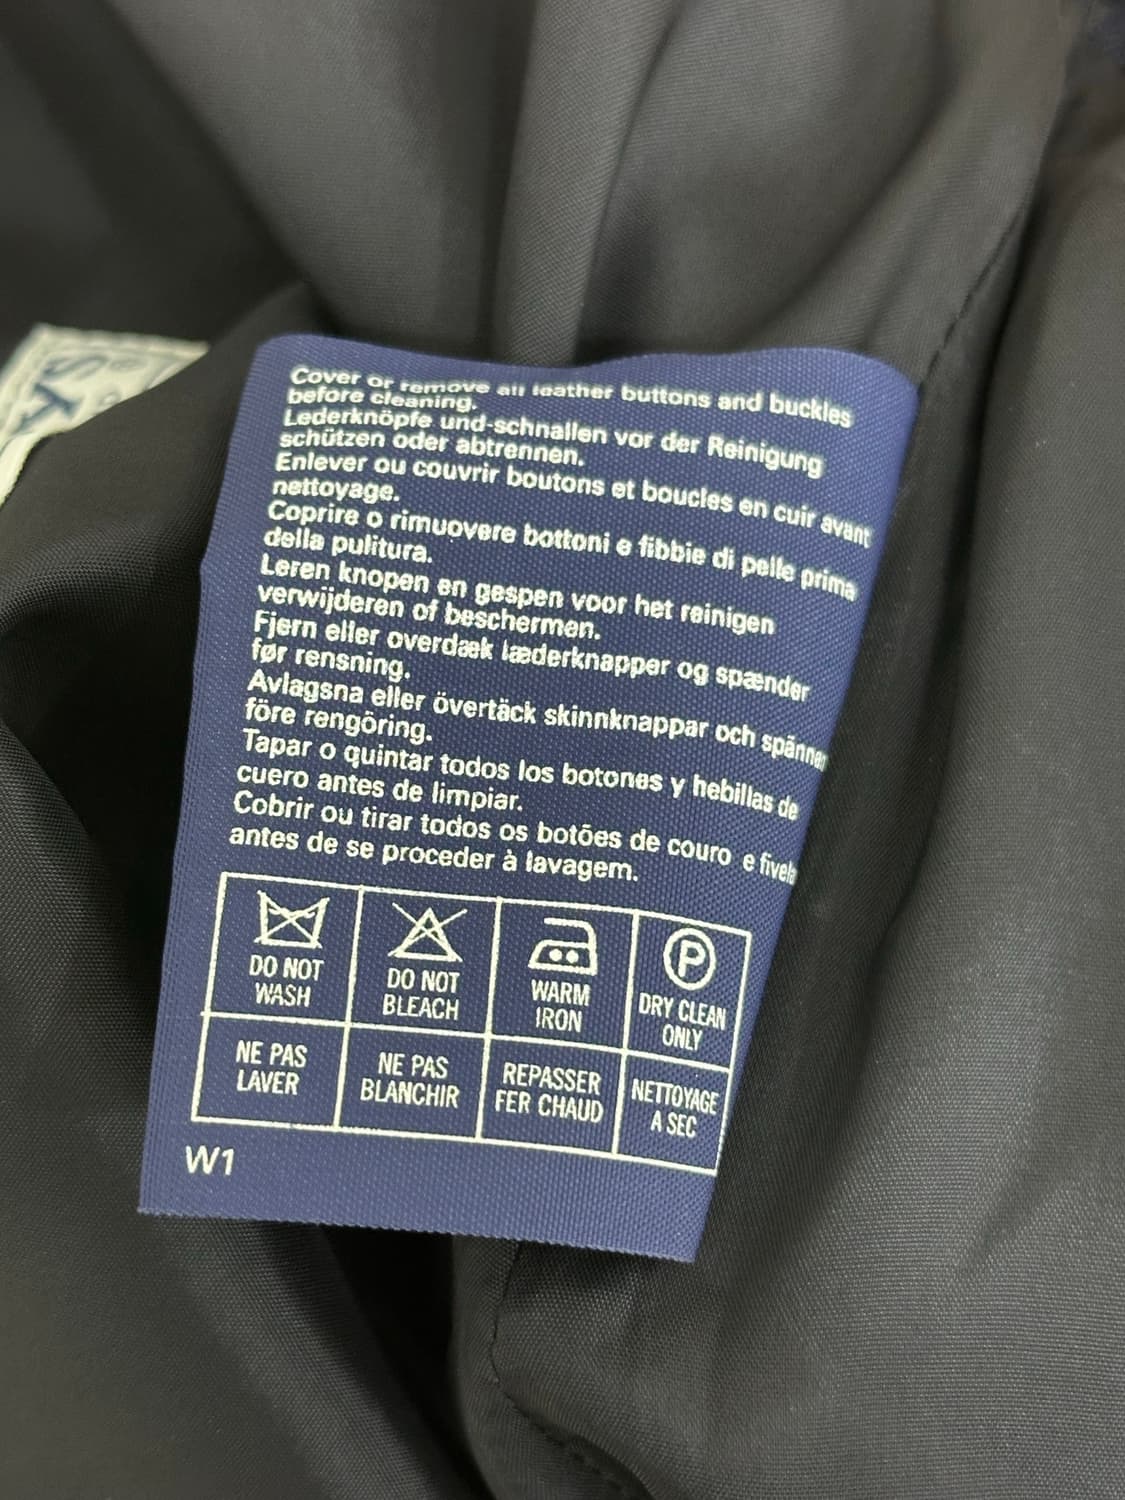 Cover or remove all leather buttons and buckles
before cleaning.
Lederknöpfe und-schnallen vor der Reinigung
schützen oder abtrennen.
Enlever ou couvrir boutons et boucles en cuir avant
nettoyage.
Coprire o rimuovere bottoni e fibbie di pelle prima
della pulitura.
Leren knopen en gespen voor het reinigen
verwijderen of beschermen.
Fjern eller overdæk læderknapper og spænder
før rensning.
Avlagsna eller övertäck skinnknappar och spännar
före rengöring.
Tapar o quintar todos los botones y hebillas de
cuero antes de limpiar.
Cobrir ou tirar todos os botões de couro e
antes de se proceder à lavagem.
P
DO NOT WASH
DO NOT BLEACH
WARM IRON
DRY CLEAN ONLY
NE PAS LAVER
NE PAS BLANCHIR
REPASSER FER CHAUD
NETTOYAGE A SEC
W1